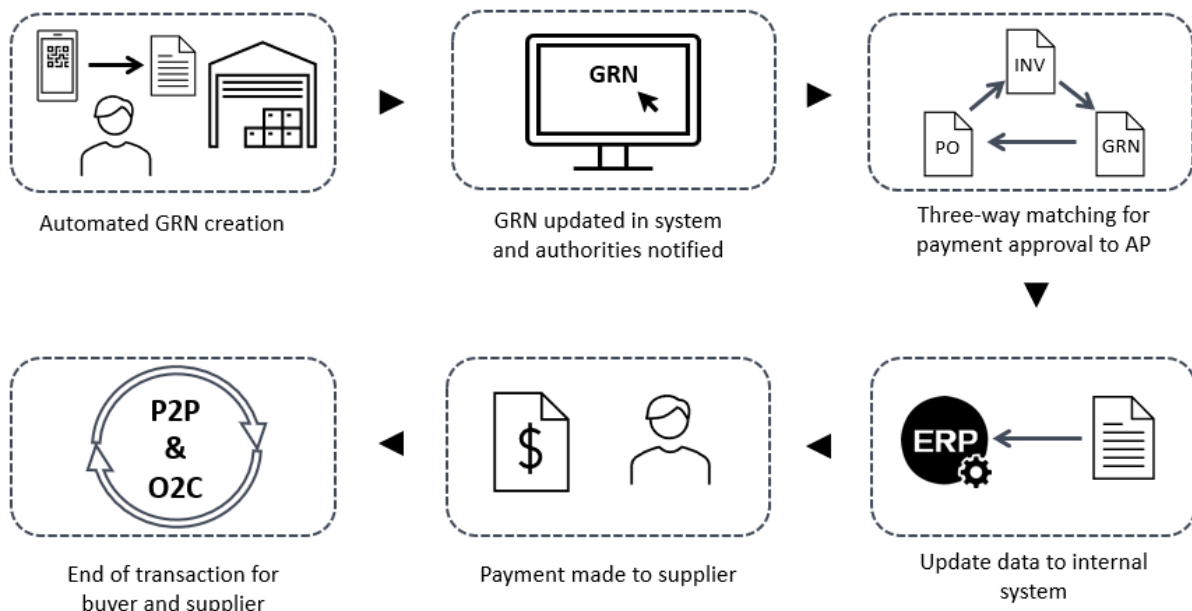 GRN
INV
PO
GRN
Automated GRN creation
GRN updated in system
and authorities notified
Three-way matching for
payment approval to AP
P2P
&
O2C
$
ERP
End of transaction for
buyer and supplier
Payment made to supplier
Update data to internal
system